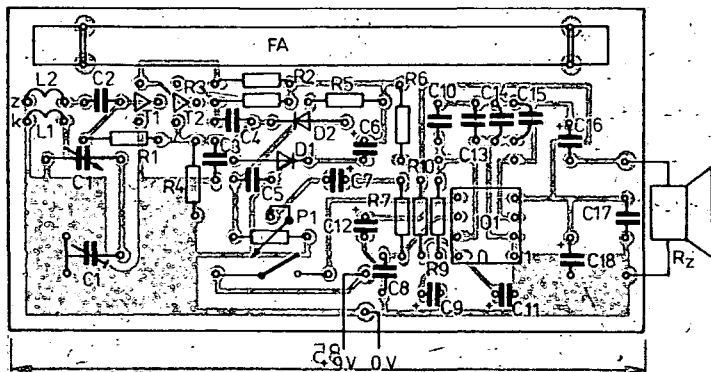 FA
L2
C2
R3
R2
R5
R6
C10
C14
C15
z
k
L1
T1
T2
C4
D2
C6
C16
C1
R1
C3
D1
C13
R4
C5
C7
R10
P1
R7
C12
C17
C1
R9
1
C18
Rz
C8
C9
C11
85
+9V 0V